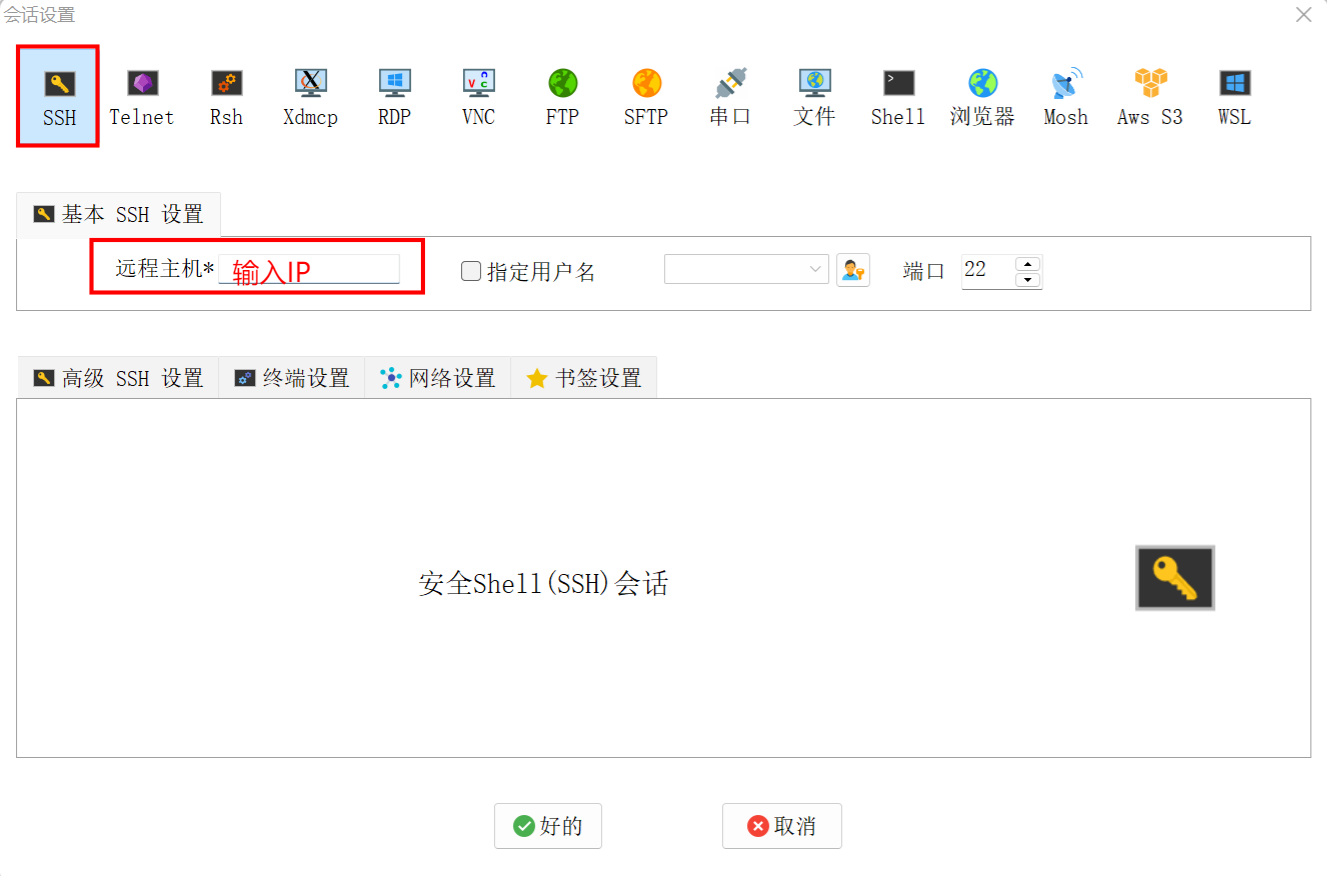 会话设置
SSH Telnet Rsh Xdmcp RDP VNC FTP SFTP 串口 文件 Shell 浏览器 Mosh Aws S3 WSL
基本 SSH 设置
远程主机* 输入IP 指定用户名 端口 22
高级 SSH 设置 终端设置 网络设置 书签设置
安全Shell(SSH)会话
好的 取消